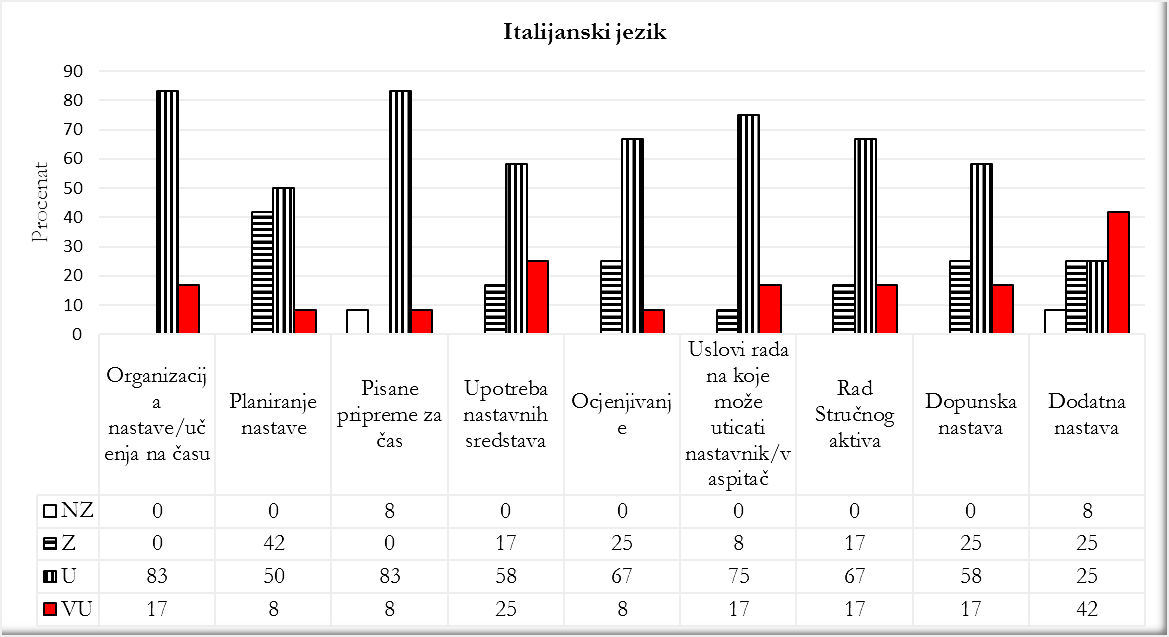 Italijanski jezik
Procenat
90
80
70
60
50
40
30
20
10
0
Organizacij
a
nastave/uč
enja na času
Planiranje
nastave
Pisane
pripreme za
čas
Upotreba
nastavnih
sredstava
Ocjenjivanj
e
Uslovi rada
na koje
može
uticati
nastavnik/v
aspitač
Rad
Stručnog
aktiva
Dopunska
nastava
Dodatna
nastava
NZ 0 0 8 0 0 0 0 0 8
Z 0 42 0 17 25 8 17 25 25
U 83 50 83 58 67 75 67 58 25
VU 17 8 8 25 8 17 17 17 42